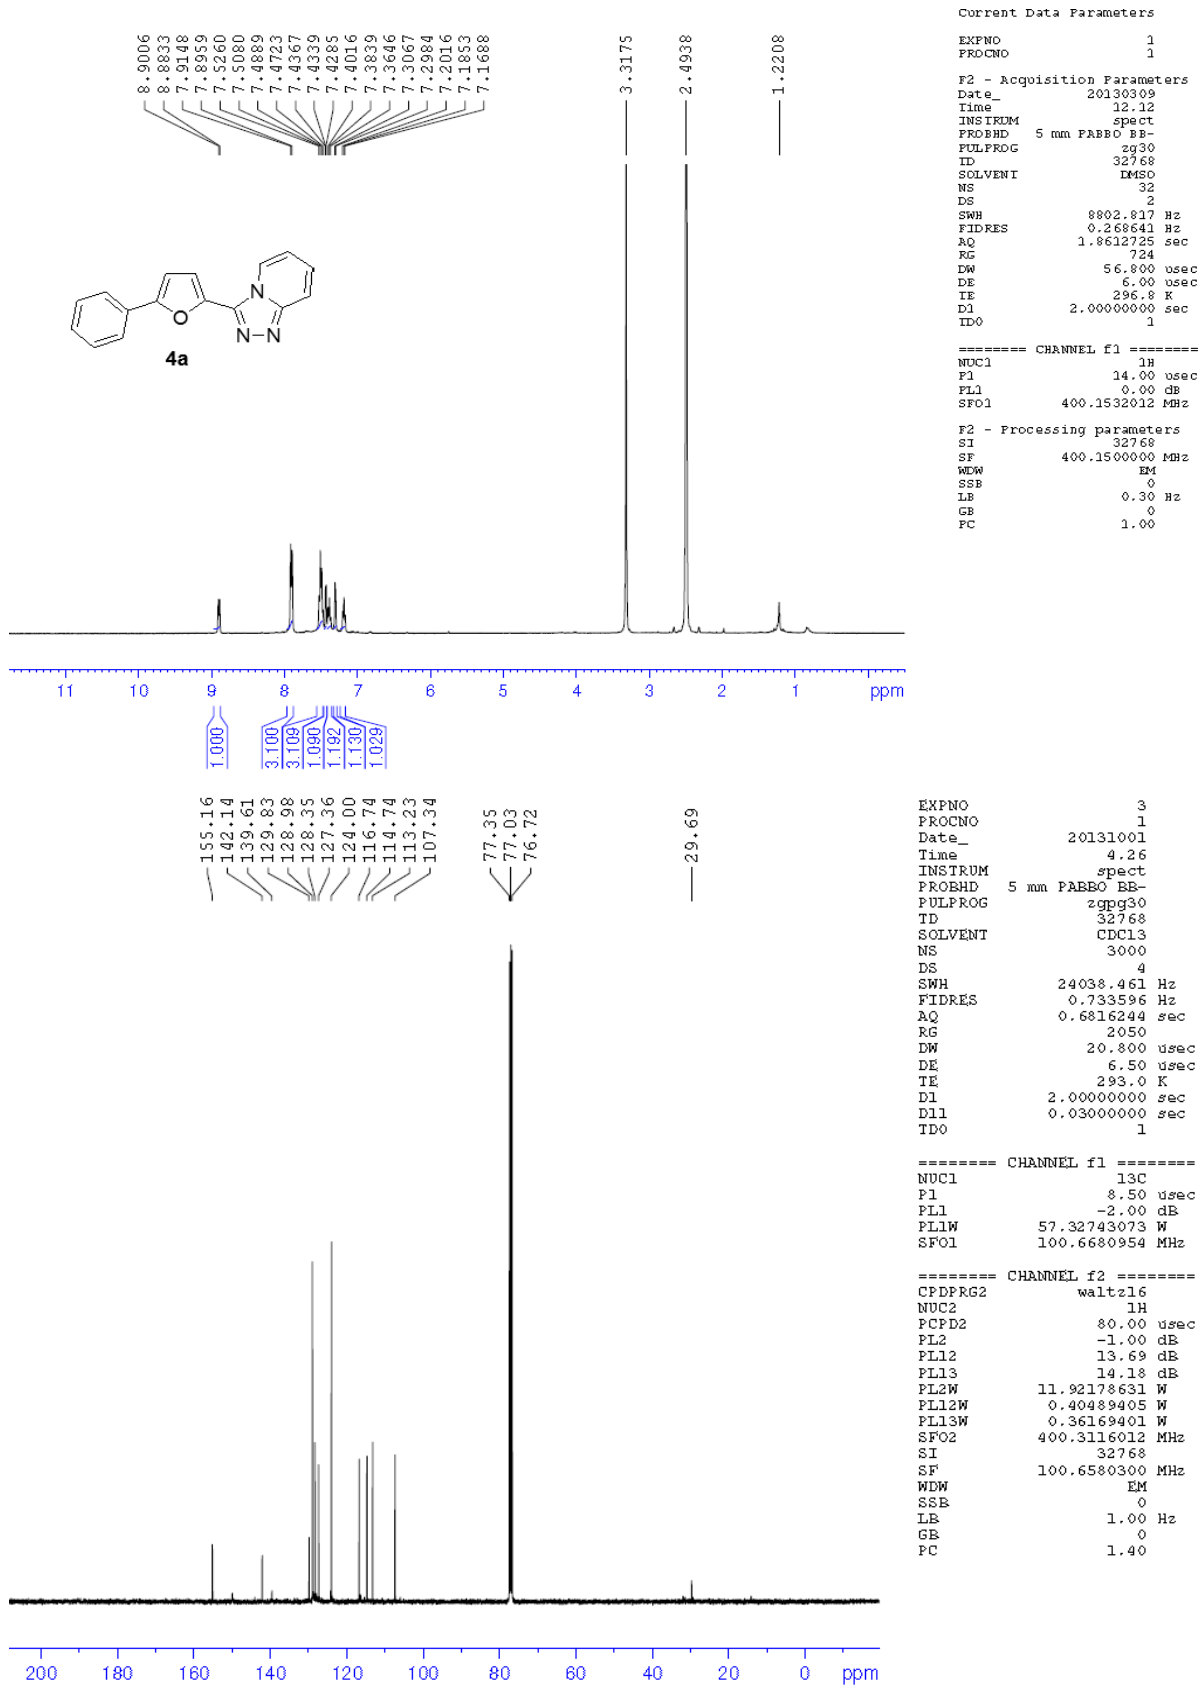 Current Data Parameters
EXPNO 1
PROCNO 1
F2 - Acquisition Parameters
Date_ 20130309
Time 12.12
INSTRUM spect
PROBHD 5 mm PABBO BB-
PULPROG zg30
TD 32768
SOLVENT DMSO
NS 32
DS 2
SWH 8802.817 Hz
FIDRES 0.268641 Hz
AQ 1.8612725 sec
RG 724
DW 56.800 usec
DE 6.00 usec
TE 296.8 K
D1 2.00000000 sec
TD0 1
======== CHANNEL f1 ========
NUC1 1H
P1 14.00 usec
PL1 0.00 dB
SFO1 400.1532012 MHz
F2 - Processing parameters
SI 32768
SF 400.1500000 MHz
WDW EM
SSB 0
LB 0.30 Hz
GB 0
PC 1.00
8.9006
8.8833
7.9148
7.8959
7.5260
7.5080
7.4889
7.4723
7.4367
7.4339
7.4285
7.4016
7.3839
7.3646
7.3067
7.2984
7.2016
7.1853
7.1688
3.3175
2.4938
1.2208
N
O
N-N
4a
11 10 9 8 7 6 5 4 3 2 1 ppm
1.000
3.100
3.109
1.090
1.192
1.130
1.029
155.16
142.14
139.61
129.83
128.98
128.35
127.36
124.00
116.74
114.74
113.23
107.34
77.35
77.03
76.72
29.69
EXPNO 3
PROCNO 1
Date_ 20131001
Time 4.26
INSTRUM spect
PROBHD 5 mm PABBO BB-
PULPROG zgpg30
TD 32768
SOLVENT CDCl3
NS 3000
DS 4
SWH 24038.461 Hz
FIDRES 0.733596 Hz
AQ 0.6816244 sec
RG 2050
DW 20.800 usec
DE 6.50 usec
TE 293.0 K
D1 2.00000000 sec
D11 0.03000000 sec
TD0 1
======== CHANNEL f1 ========
NUC1 13C
P1 8.50 usec
PL1 -2.00 dB
PL1W 57.32743073 W
SFO1 100.6680954 MHz
======== CHANNEL f2 ========
CPDPRG2 waltz16
NUC2 1H
PCPD2 80.00 usec
PL2 -1.00 dB
PL12 13.69 dB
PL13 14.18 dB
PL2W 11.92178631 W
PL12W 0.40489405 W
PL13W 0.36169401 W
SFO2 400.3116012 MHz
SI 32768
SF 100.6580300 MHz
WDW EM
SSB 0
LB 1.00 Hz
GB 0
PC 1.40
200 180 160 140 120 100 80 60 40 20 0 ppm